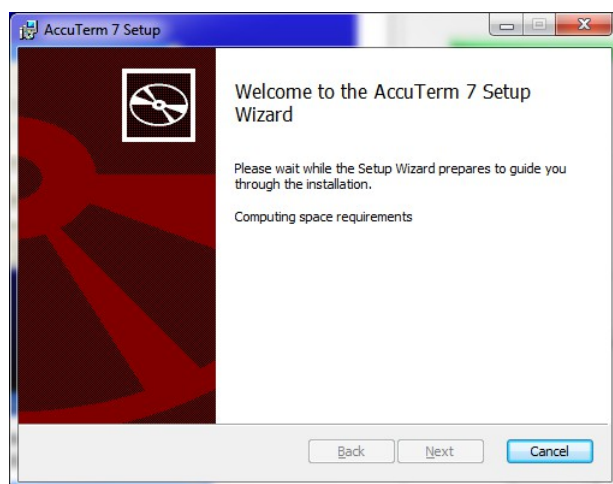 AccuTerm 7 Setup
Welcome to the AccuTerm 7 Setup
Wizard
Please wait while the Setup Wizard prepares to guide you
through the installation.
Computing space requirements
Back Next Cancel